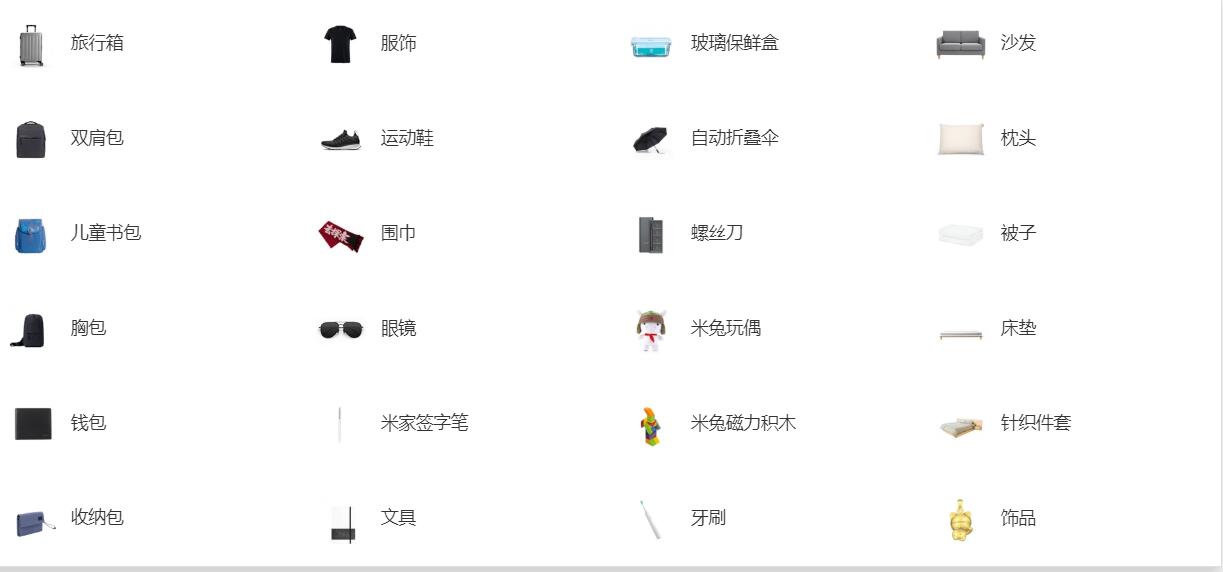 旅行箱
服饰
玻璃保鲜盒
沙发
双肩包
运动鞋
自动折叠伞
枕头
儿童书包
围巾
螺丝刀
被子
胸包
眼镜
米兔玩偶
床垫
钱包
米家签字笔
米兔磁力积木
针织件套
收纳包
文具
牙刷
饰品